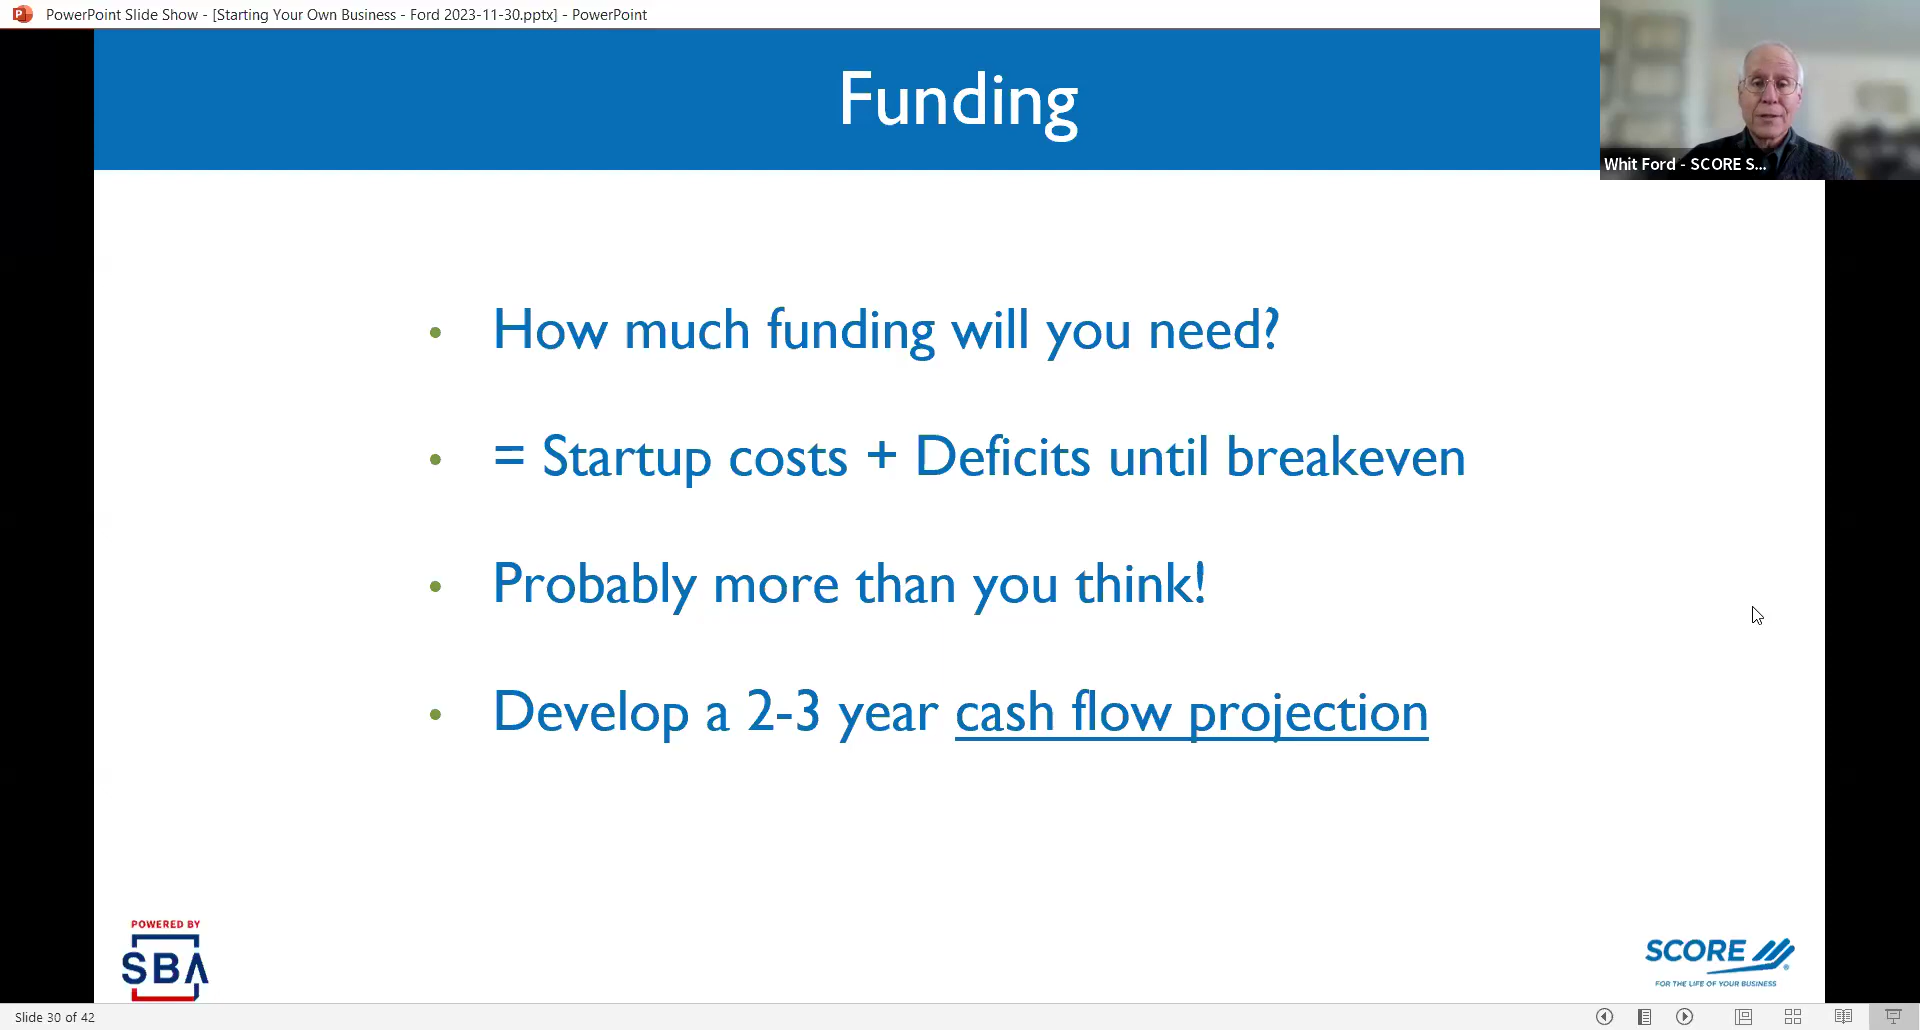 PowerPoint Slide Show - [Starting Your Own Business - Ford 2023-11-30.pptx] - PowerPoint
Funding
Whit Ford - SCORE S...
• How much funding will you need?
• = Startup costs + Deficits until breakeven
• Probably more than you think!
• Develop a 2-3 year cash flow projection
POWERED BY
SBA
SCORE
FOR THE LIFE OF YOUR BUSINESS
Slide 30 of 42